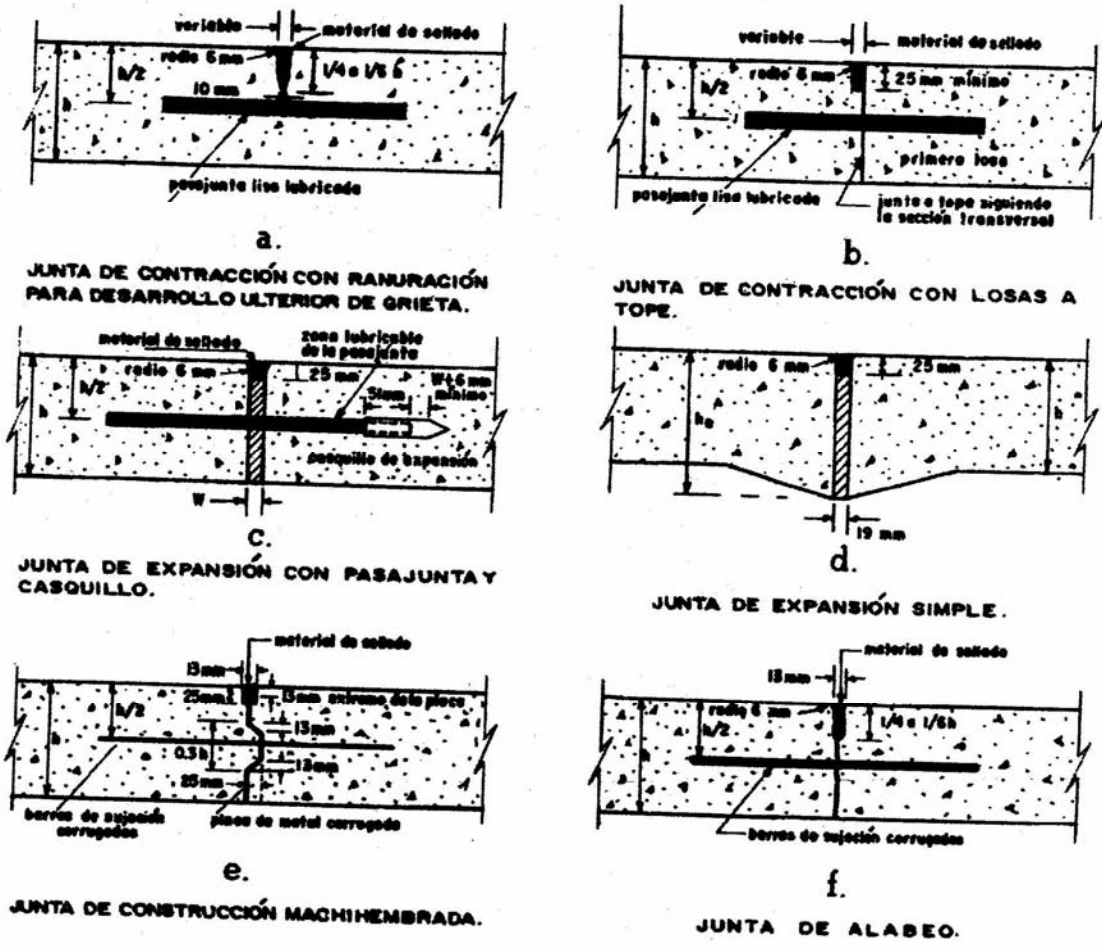 variable
material de sellado
radio 6 mm
h/2
h
1/4 a 1/6 h
10 mm
pasajunta lisa lubricada
a.
JUNTA DE CONTRACCIÓN CON RANURACIÓN
PARA DESARROLLO ULTERIOR DE GRIETA.
variable
material de sellado
radio 6 mm
25 mm mínimo
h/2
h
primera losa
pasajunta lisa lubricada
junta a tope siguiendo
la sección transversal
b.
JUNTA DE CONTRACCIÓN CON LOSAS A
TOPE.
material de sellado
zona lubricable
de la pasajunta
radio 6 mm
25 mm
W+6 mm
mínimo
h/2
h
51mm
casquillo de expansión
W
c.
JUNTA DE EXPANSIÓN CON PASAJUNTA Y
CASQUILLO.
radio 6 mm
25 mm
he
h
19 mm
d.
JUNTA DE EXPANSIÓN SIMPLE.
material de sellado
13mm
25mm
13mm extremo de la placa
h/2
h
13mm
0.3h
13mm
25mm
barras de sujeción
corrugadas
placa de metal corrugado
e.
JUNTA DE CONSTRUCCIÓN MACHIHEMBRADA.
material de sellado
13mm
radio 6 mm
1/4 a 1/6h
h/2
h
barras de sujeción corrugadas
f.
JUNTA DE ALABEO.